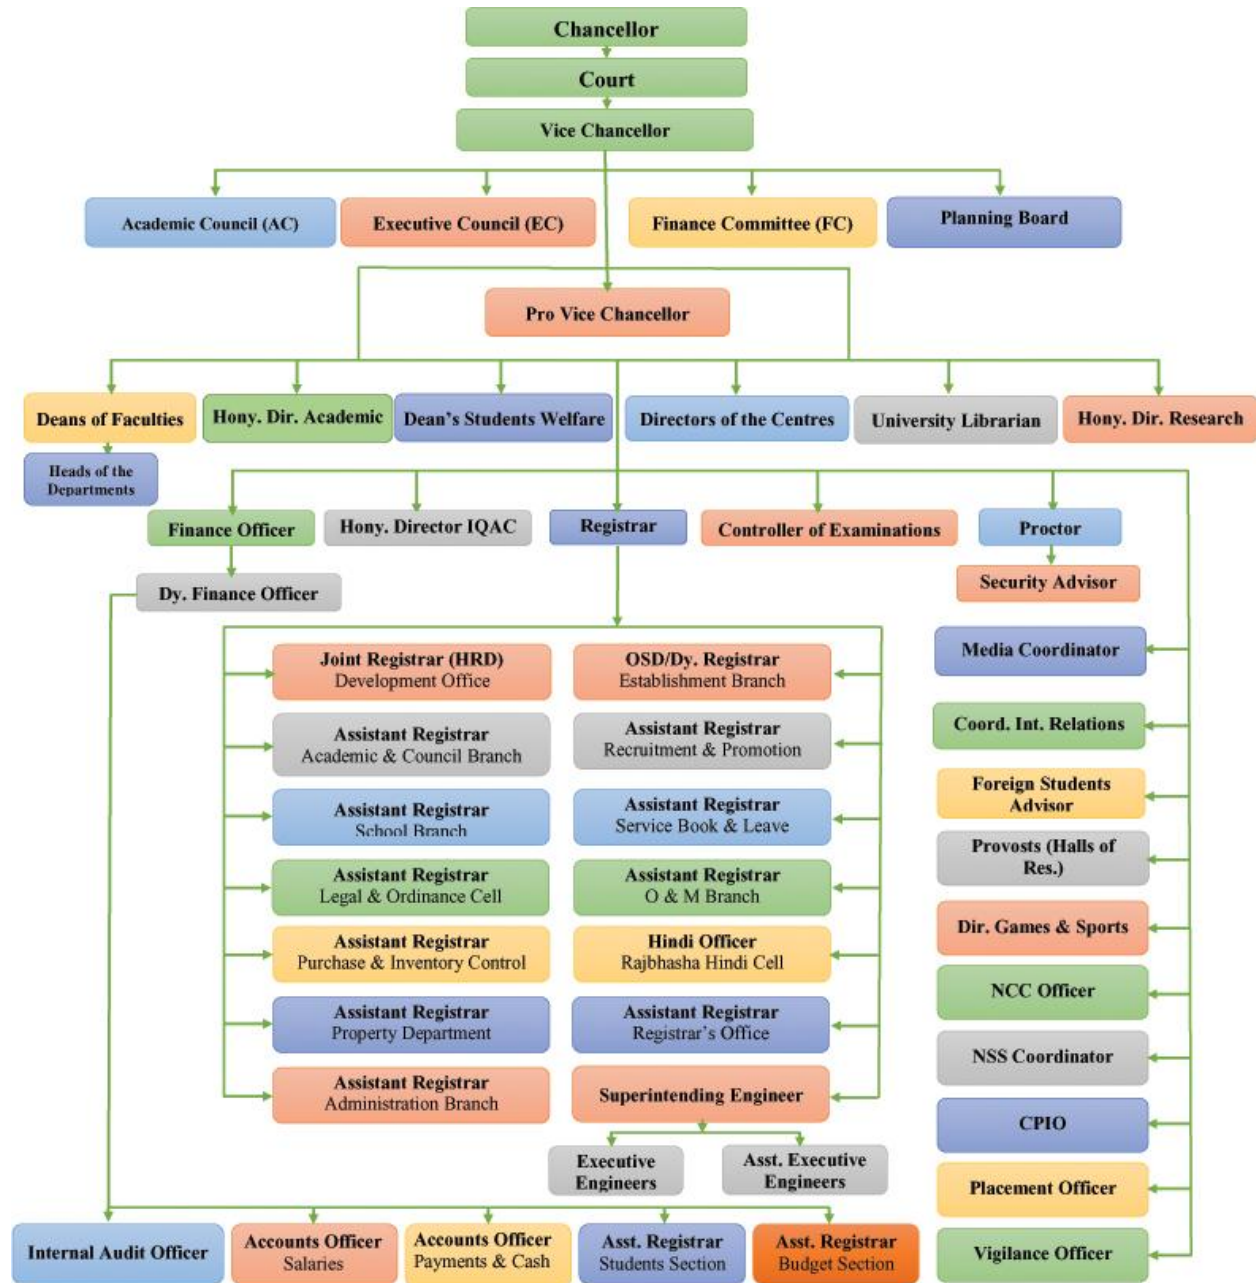 Chancellor
Court
Vice Chancellor
Academic Council (AC)
Executive Council (EC)
Finance Committee (FC)
Planning Board
Pro Vice Chancellor
Deans of Faculties
Hony. Dir. Academic
Dean's Students Welfare
Directors of the Centres
University Librarian
Hony. Dir. Research
Heads of the
Departments
Finance Officer
Hony. Director IQAC
Registrar
Controller of Examinations
Proctor
Dy. Finance Officer
Security Advisor
Joint Registrar (HRD)
Development Office
OSD/Dy. Registrar
Establishment Branch
Assistant Registrar
Academic & Council Branch
Assistant Registrar
Recruitment & Promotion
Assistant Registrar
School Branch
Assistant Registrar
Service Book & Leave
Assistant Registrar
Legal & Ordinance Cell
Assistant Registrar
O & M Branch
Assistant Registrar
Purchase & Inventory Control
Hindi Officer
Rajbhasha Hindi Cell
Assistant Registrar
Property Department
Assistant Registrar
Registrar's Office
Assistant Registrar
Administration Branch
Superintending Engineer
Executive
Engineers
Asst. Executive
Engineers
Media Coordinator
Coord. Int. Relations
Foreign Students
Advisor
Provosts (Halls of
Res.)
Dir. Games & Sports
NCC Officer
NSS Coordinator
CPIO
Placement Officer
Vigilance Officer
Internal Audit Officer
Accounts Officer
Salaries
Accounts Officer
Payments & Cash
Asst. Registrar
Students Section
Asst. Registrar
Budget Section